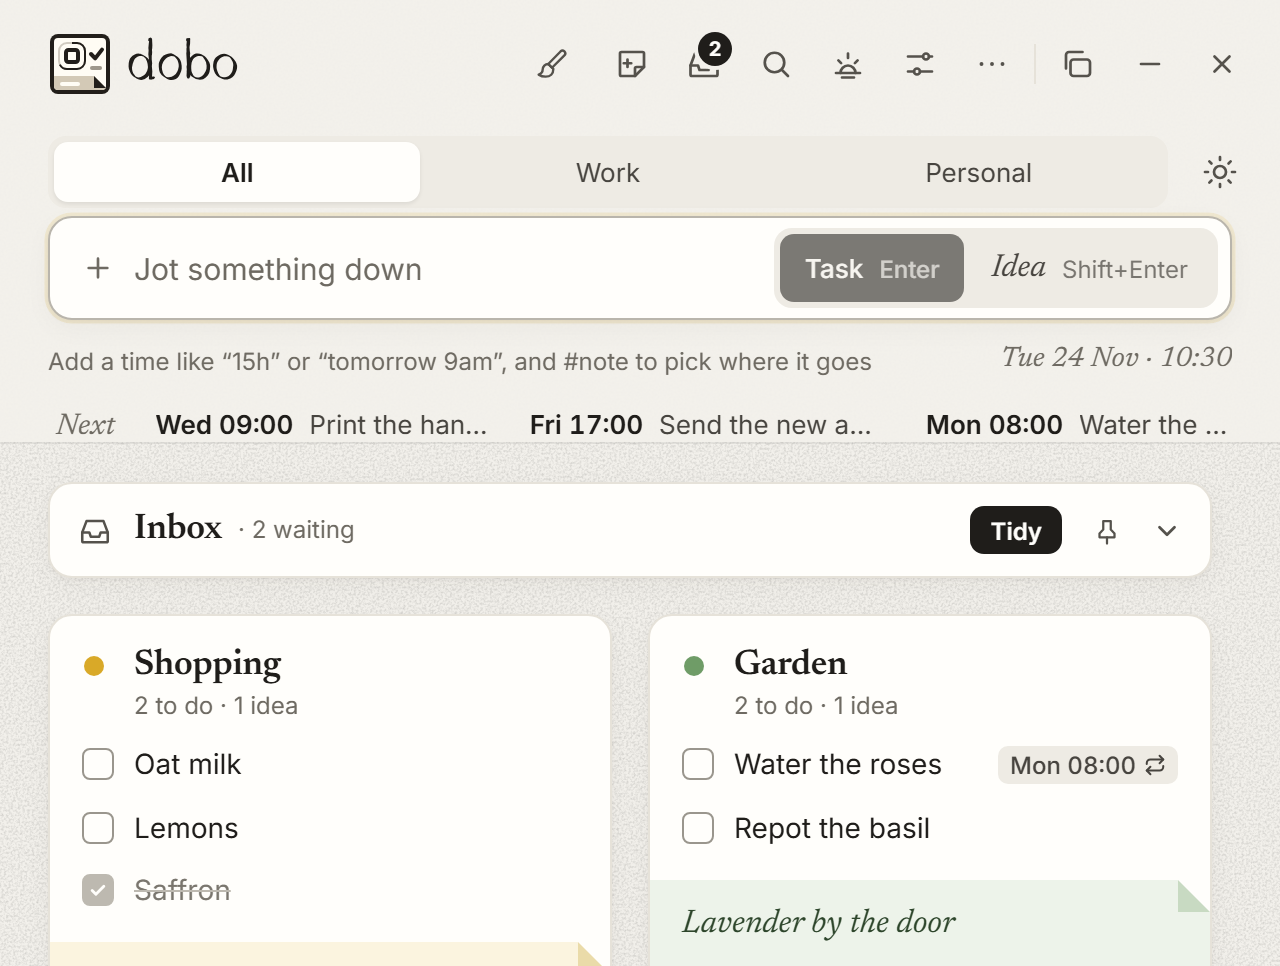 dobo
2
All Work Personal
Jot something down Task Enter Idea Shift+Enter
Add a time like “15h” or “tomorrow 9am”, and #note to pick where it goes Tue 24 Nov · 10:30
Next Wed 09:00 Print the han... Fri 17:00 Send the new a... Mon 08:00 Water the ...
Inbox · 2 waiting Tidy
Shopping
2 to do · 1 idea
Oat milk
Lemons
Saffron
Garden
2 to do · 1 idea
Water the roses Mon 08:00
Repot the basil
Lavender by the door